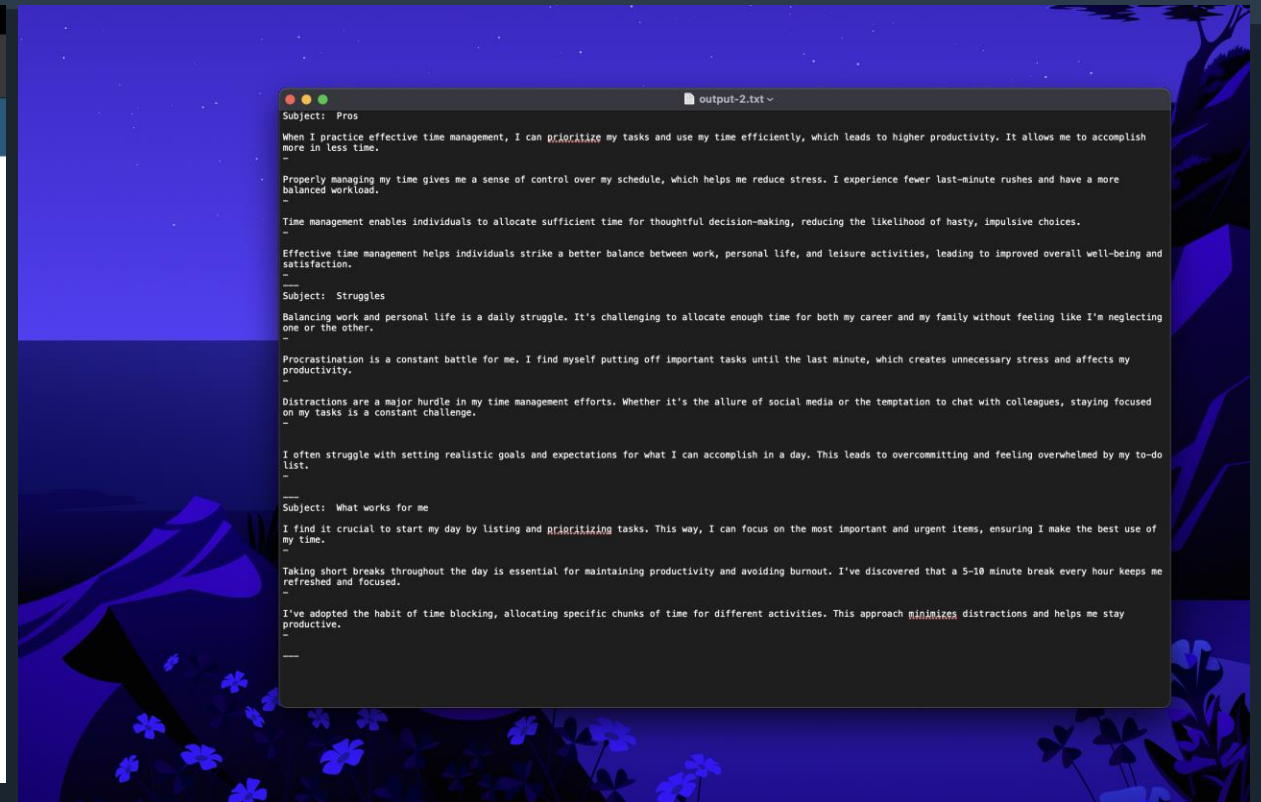 output-2.txt
Subject:  Pros
When I practice effective time management, I can prioritize my tasks and use my time efficiently, which leads to higher productivity. It allows me to accomplish
more in less time.
–
Properly managing my time gives me a sense of control over my schedule, which helps me reduce stress. I experience fewer last-minute rushes and have a more
balanced workload.
–
Time management enables individuals to allocate sufficient time for thoughtful decision-making, reducing the likelihood of hasty, impulsive choices.
–
Effective time management helps individuals strike a better balance between work, personal life, and leisure activities, leading to improved overall well-being and
satisfaction.
–
___
Subject:  Struggles
Balancing work and personal life is a daily struggle. It's challenging to allocate enough time for both my career and my family without feeling like I'm neglecting
one or the other.
–
Procrastination is a constant battle for me. I find myself putting off important tasks until the last minute, which creates unnecessary stress and affects my
productivity.
–
Distractions are a major hurdle in my time management efforts. Whether it's the allure of social media or the temptation to chat with colleagues, staying focused
on my tasks is a constant challenge.
–
I often struggle with setting realistic goals and expectations for what I can accomplish in a day. This leads to overcommitting and feeling overwhelmed by my to-do
list.
–
___
Subject:  What works for me
I find it crucial to start my day by listing and prioritizing tasks. This way, I can focus on the most important and urgent items, ensuring I make the best use of
my time.
–
Taking short breaks throughout the day is essential for maintaining productivity and avoiding burnout. I've discovered that a 5-10 minute break every hour keeps me
refreshed and focused.
–
I've adopted the habit of time blocking, allocating specific chunks of time for different activities. This approach minimizes distractions and helps me stay
productive.
–
___